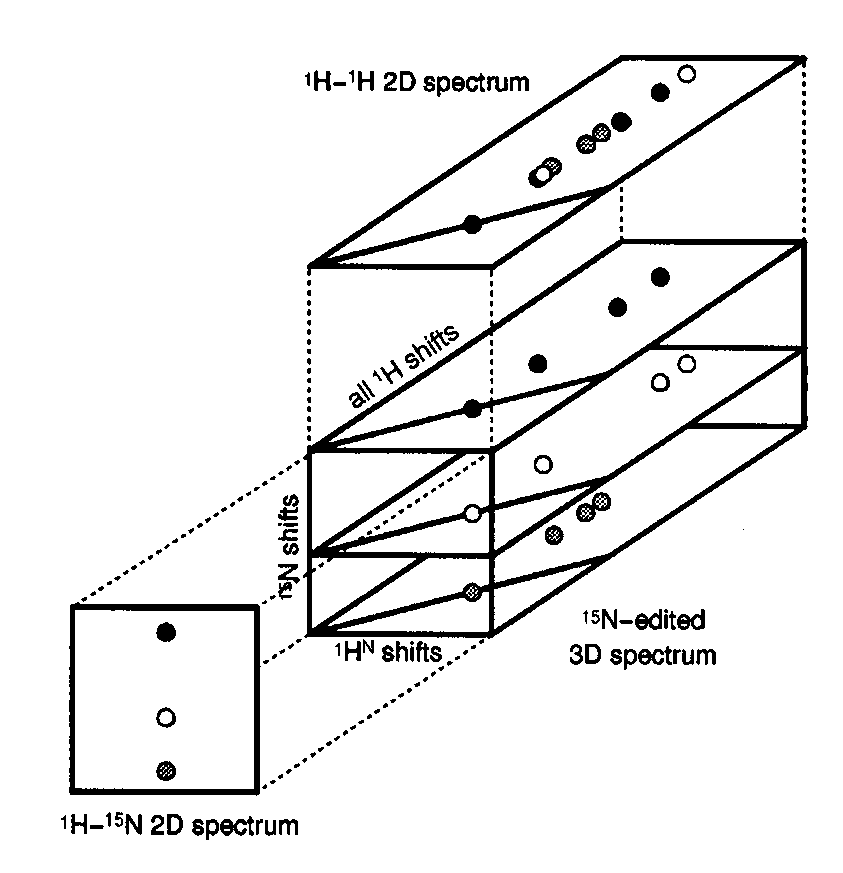 ¹H–¹H 2D spectrum
all ¹H shifts
¹⁵N shifts
¹Hᴺ shifts
¹⁵N–edited
3D spectrum
¹H–¹⁵N 2D spectrum